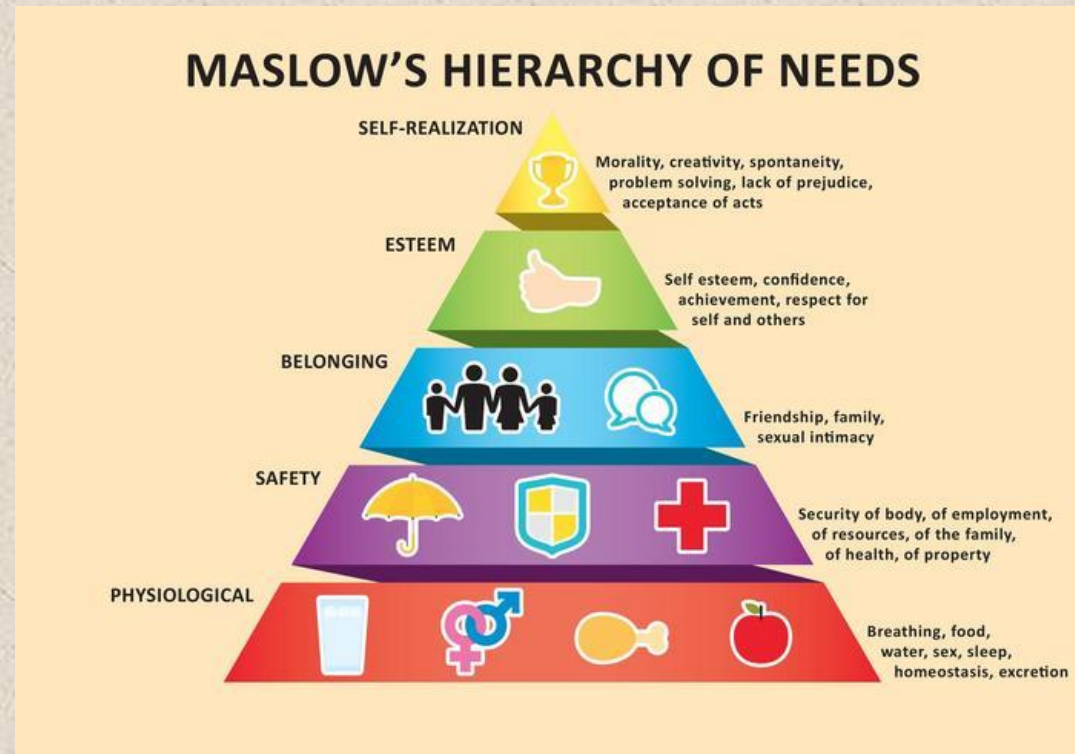 MASLOW'S HIERARCHY OF NEEDS
SELF-REALIZATION
Morality, creativity, spontaneity,
problem solving, lack of prejudice,
acceptance of acts
ESTEEM
Self esteem, confidence,
achievement, respect for
self and others
BELONGING
Friendship, family,
sexual intimacy
SAFETY
Security of body, of employment,
of resources, of the family,
of health, of property
PHYSIOLOGICAL
Breathing, food,
water, sex, sleep,
homeostasis, excretion